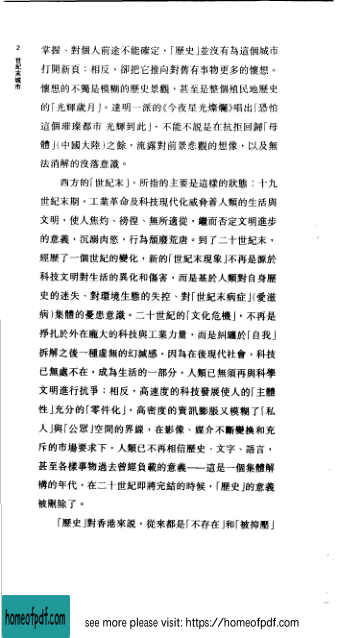 2 世紀末城市
掌握、對個人前途不能確定，「歷史」並沒有為這個城市
打開新頁；相反，卻把它推向對舊有事物更多的懷想。
懷想的不獨是模糊的歷史景觀，甚至是整個殖民地歷史
的「光輝歲月」。達明一派的《今夜星光燦爛》唱出「恐怕
這個璀璨都市 光輝到此」，不能不說是在抗拒回歸「母
體」(中國大陸)之餘，流露對前景悲觀的想像，以及無
法消解的沒落意識。
西方的「世紀末」，所指的主要是這樣的狀態：十九
世紀末期，工業革命及科技現代化威脅着人類的生活與
文明，使人焦灼、徬徨、無所適從，繼而否定文明進步
的意義，沉溺肉慾，行為頹廢荒唐。到了二十世紀末，
經歷了一個世紀的變化，新的「世紀末現象」不再是源於
科技文明對生活的異化和傷害，而是基於人類對自身歷
史的迷失、對環境生態的失控、對「世紀末病症」(愛滋
病)集體的憂患意識。二十世紀的「文化危機」，不再是
掙扎於外在龐大的科技與工業力量，而是糾纏於「自我」
拆解之後一種虛無的幻滅感，因為在後現代社會，科技
已無處不在，成為生活的一部分，人類已無須再與科學
文明進行抗爭；相反，高速度的科技發展使人的「主體
性」充分的「零件化」，高密度的資訊膨脹又模糊了「私
人」與「公眾」空間的界線，在影像、媒介不斷變換和充
斥的市場要求下，人類已不再相信歷史、文字、語言，
甚至各樣事物過去曾經負載的意義——這是一個集體解
構的年代，在二十世紀即將完結的時候，「歷史」的意義
被刪除了。
「歷史」對香港來說，從來都是「不存在」和「被抑壓」
homeofpdf.com
see more please visit: https://homeofpdf.com